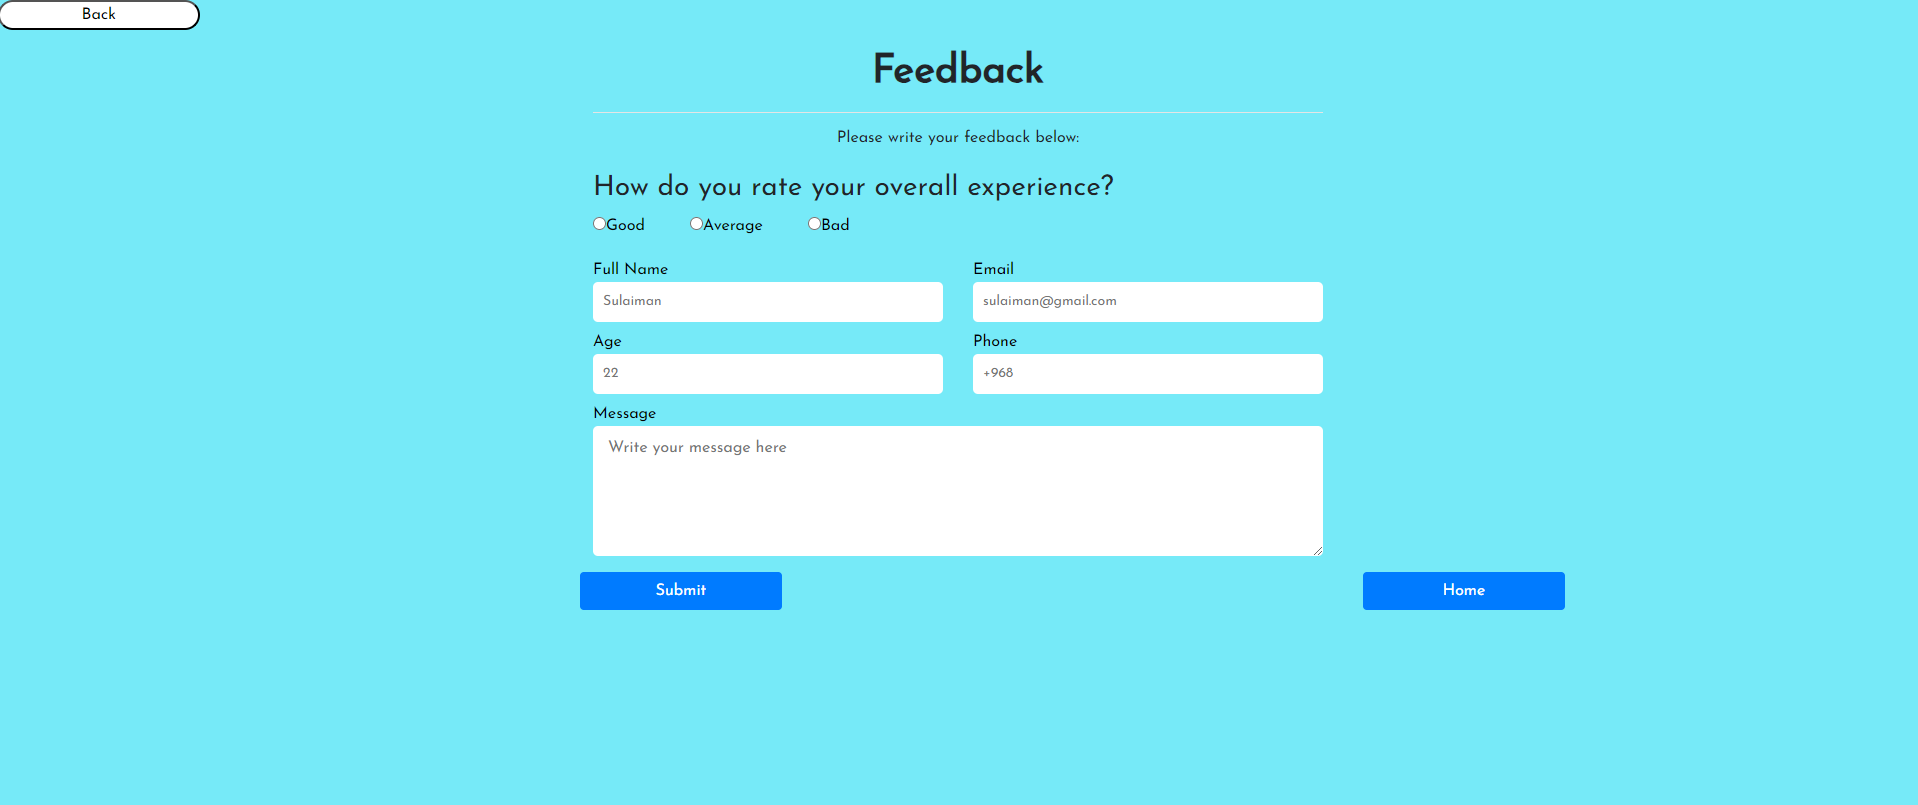 Back
Feedback
Please write your feedback below:
How do you rate your overall experience?
Good Average Bad
Full Name Email
Sulaiman sulaiman@gmail.com
Age Phone
22 +968
Message
Write your message here
Submit Home